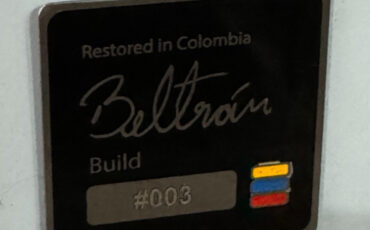 Restored in Colombia
Beltrán
Build
#003